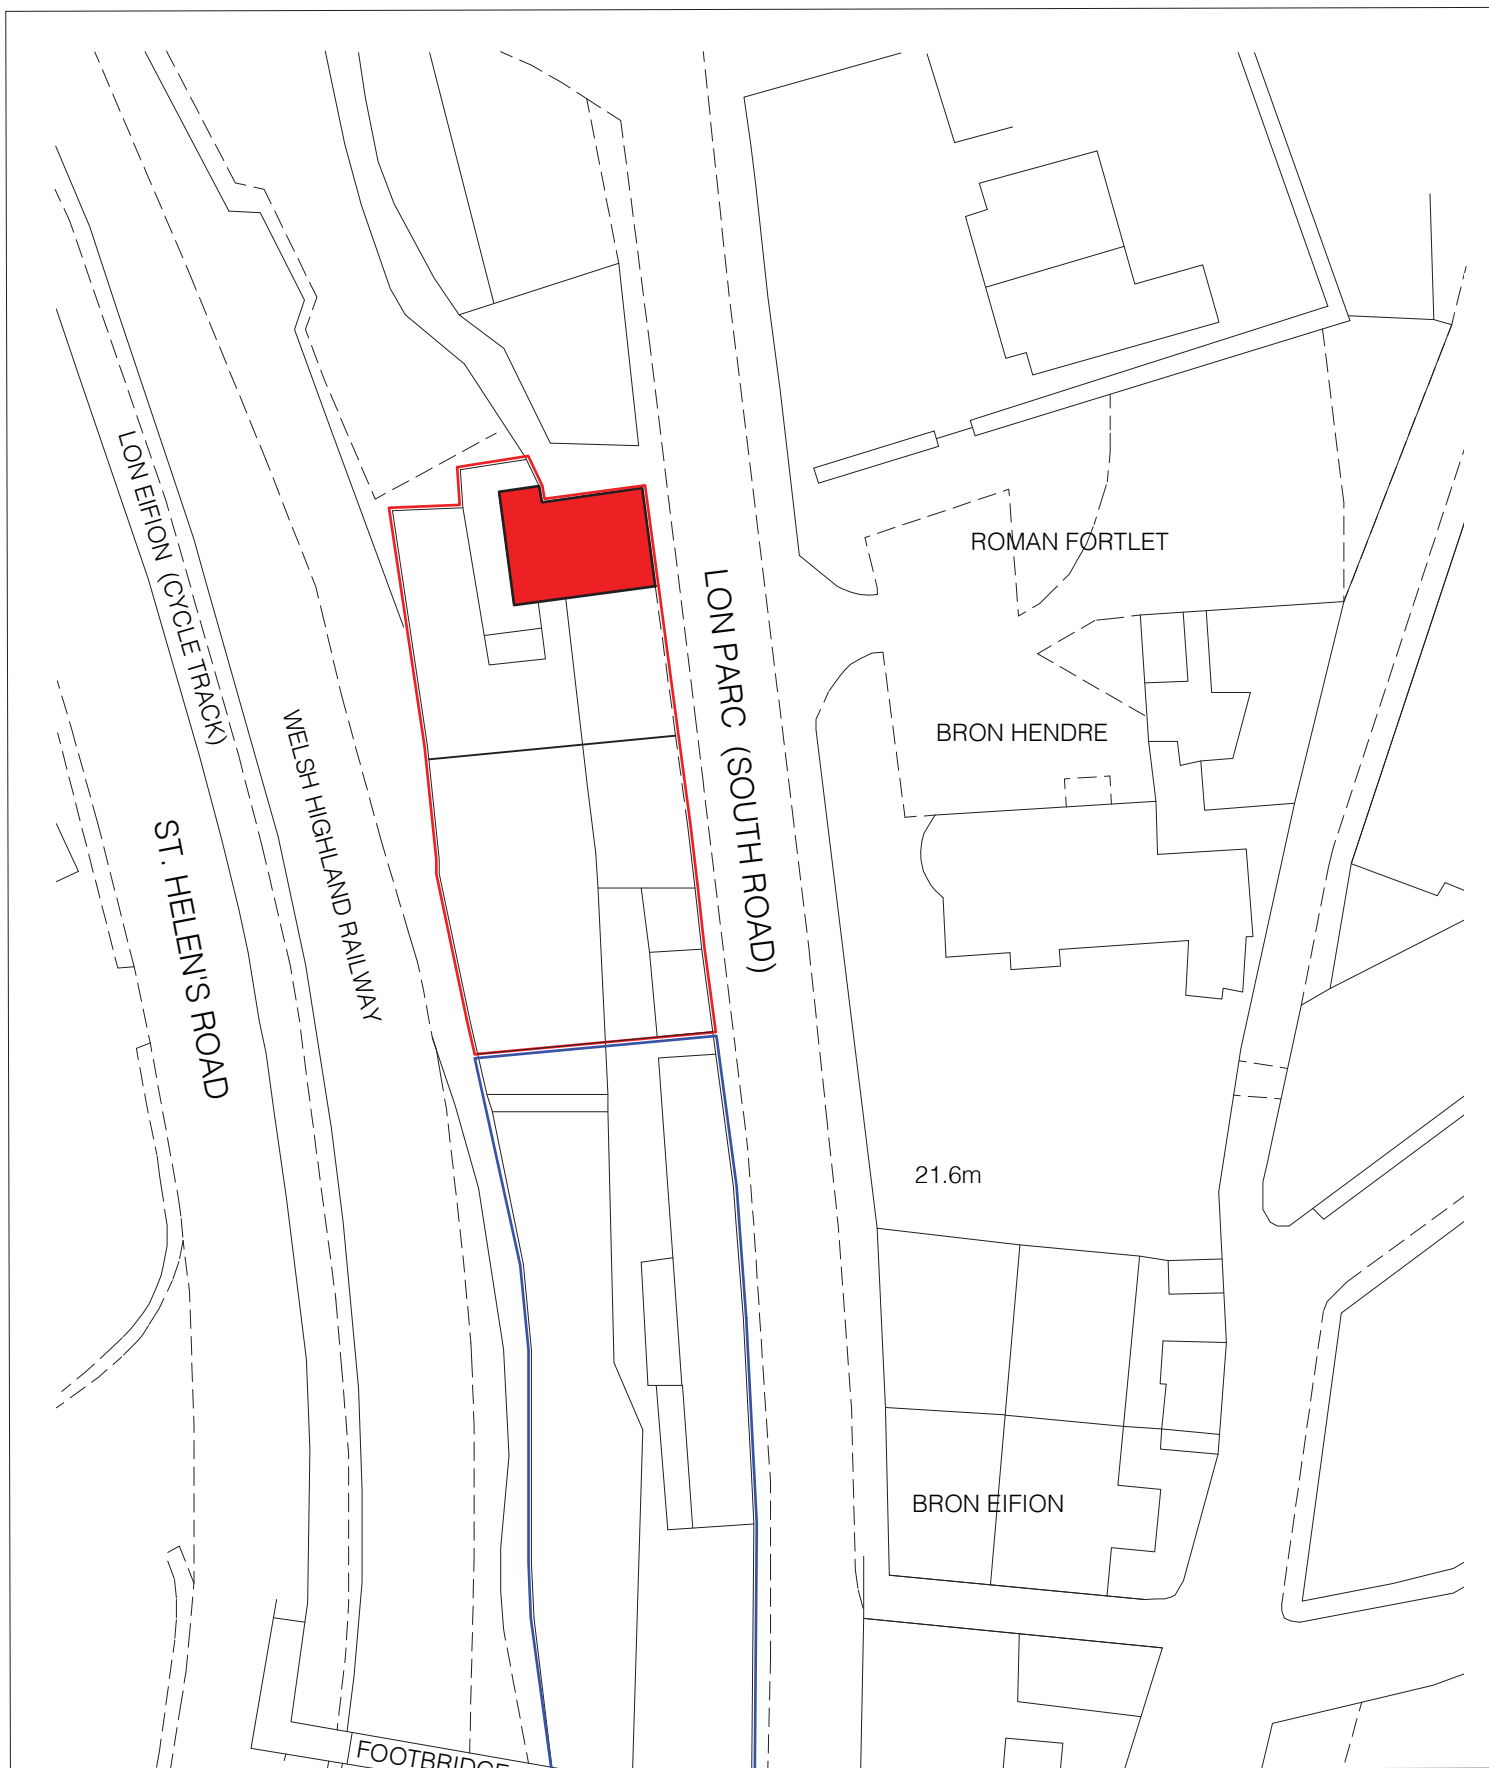 ROMAN FORTLET
LON EIFION (CYCLE TRACK)
BRON HENDRE
LON PARC (SOUTH ROAD)
WELSH HIGHLAND RAILWAY
ST. HELEN'S ROAD
21.6m
BRON EIFION
FOOTBRIDGE